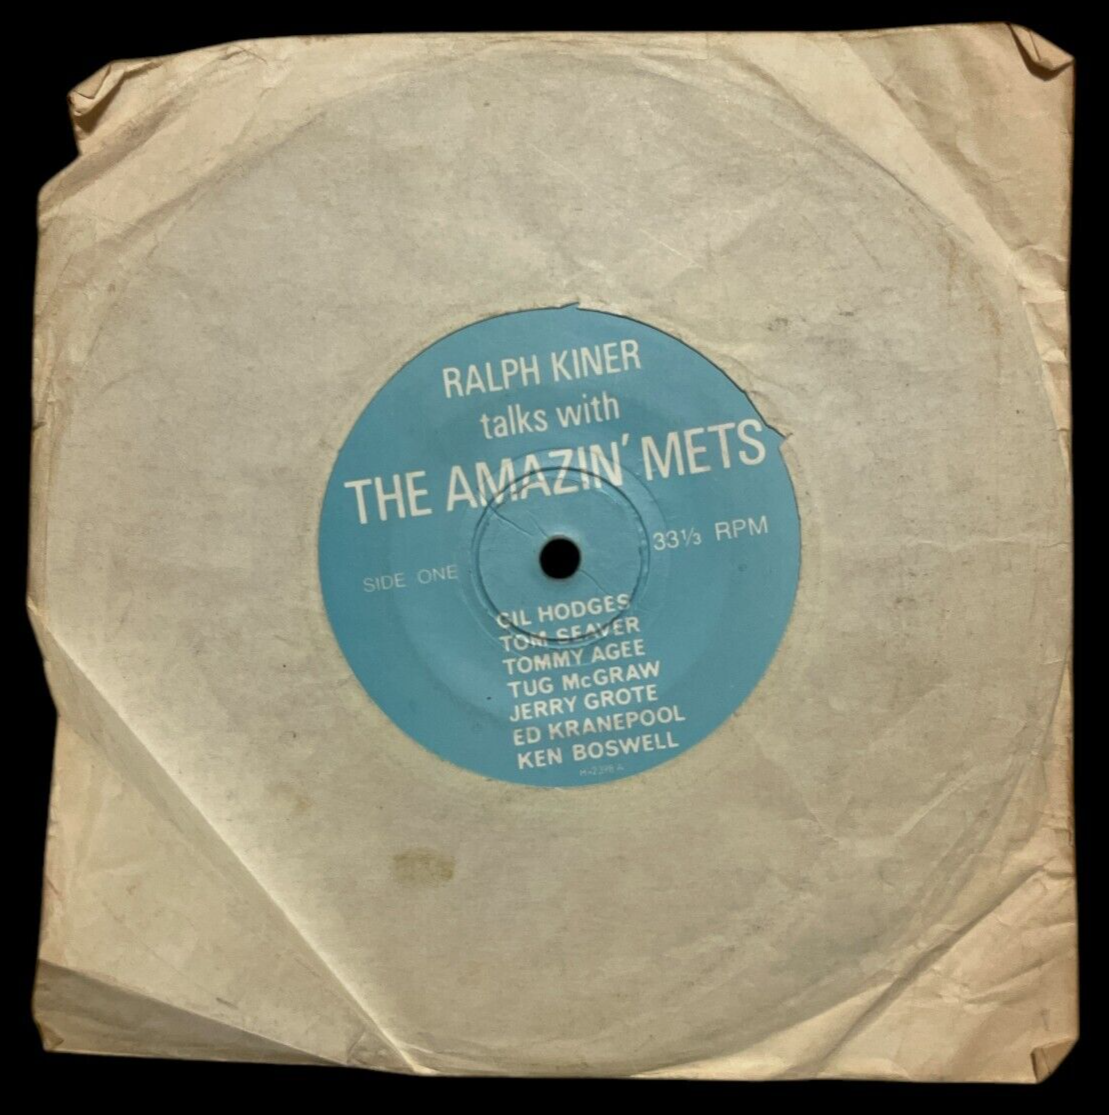 RALPH KINER
talks with
THE AMAZIN' METS
33⅓ RPM
SIDE ONE
GIL HODGES
TOM SEAVER
TOMMY AGEE
TUG McGRAW
JERRY GROTE
ED KRANEPOOL
KEN BOSWELL